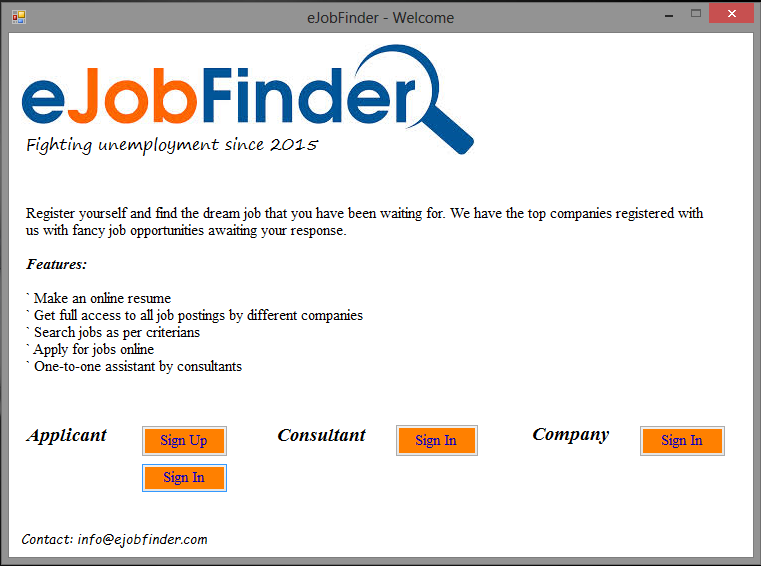 eJobFinder - Welcome
eJobFinder
Fighting unemployment since 2015
Register yourself and find the dream job that you have been waiting for. We have the top companies registered with
us with fancy job opportunities awaiting your response.
Features:
` Make an online resume
` Get full access to all job postings by different companies
` Search jobs as per criterians
` Apply for jobs online
` One-to-one assistant by consultants
Applicant Sign Up Consultant Sign In Company Sign In
Sign In
Contact: info@ejobfinder.com